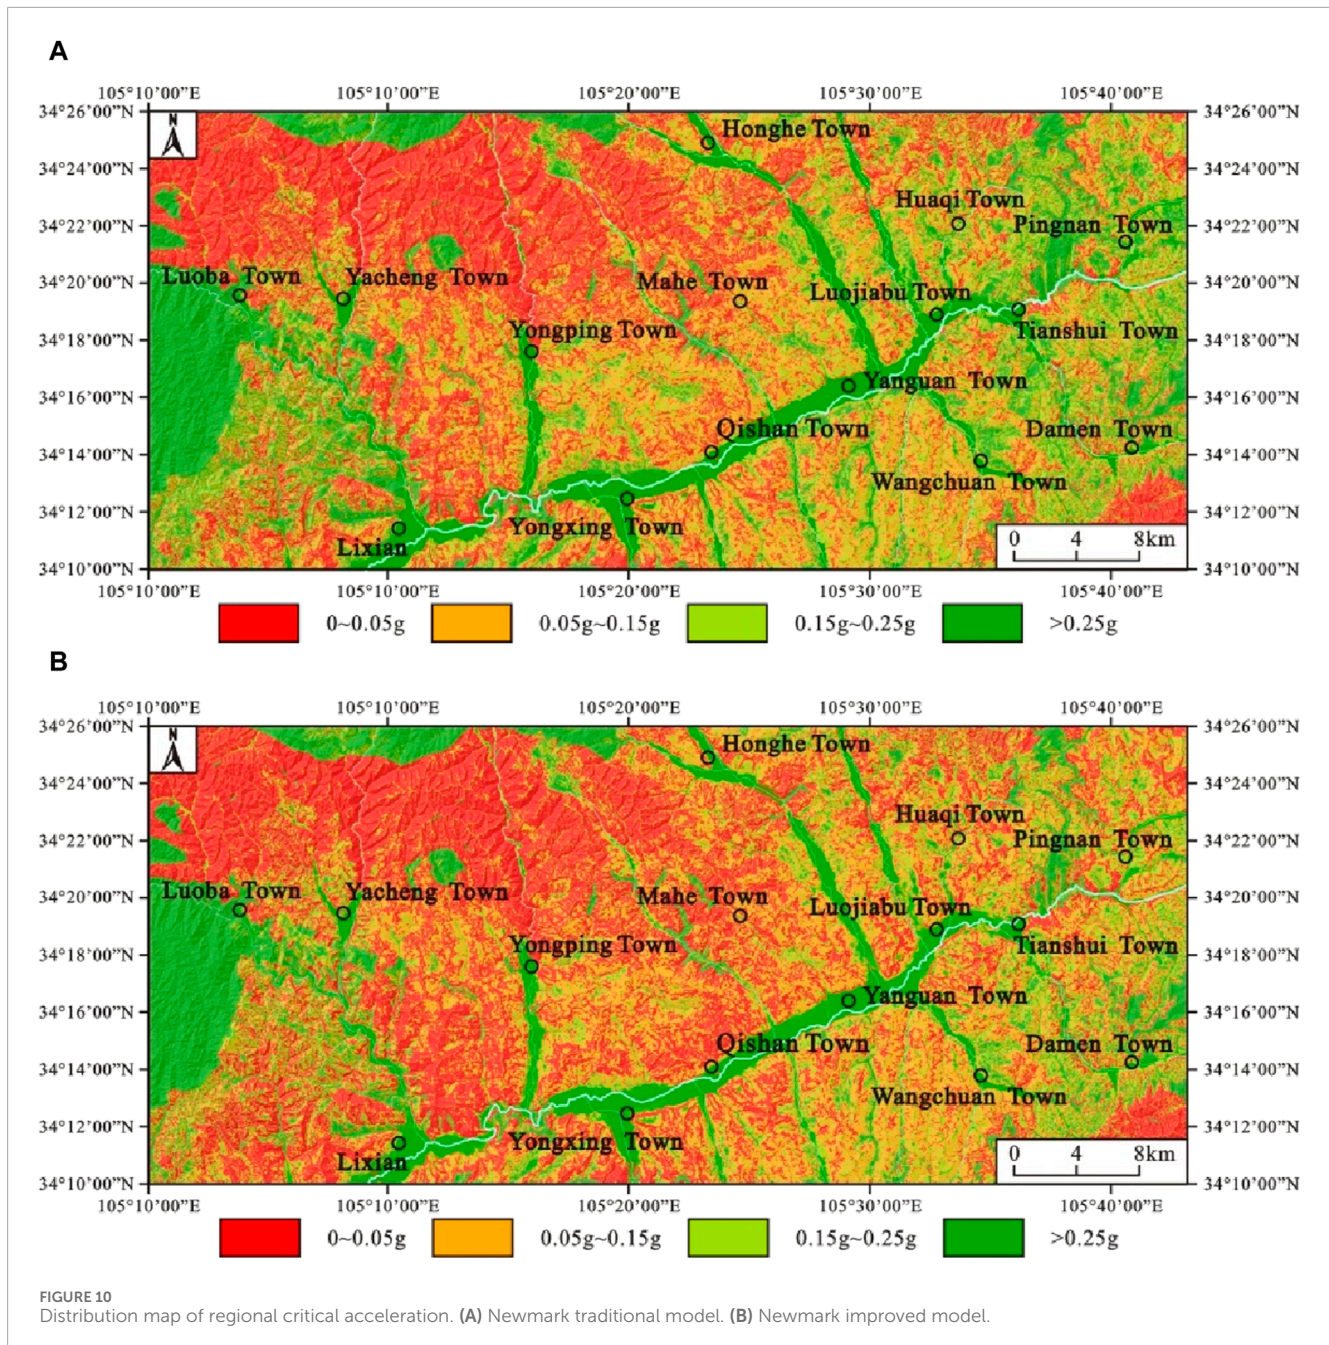 A
105°10’00”E 105°10’00”E 105°20’00”E 105°30’00”E 105°40’00”E
34°26’00”N N Honghe Town 34°26’00”N
34°24’00”N 34°24’00”N
Huaqi Town
34°22’00”N Pingnan Town 34°22’00”N
34°20’00”N Luoba Town Yacheng Town Mahe Town Luojiabu Town 34°20’00”N
34°18’00”N Yongping Town Tianshui Town 34°18’00”N
34°16’00”N Yanguan Town 34°16’00”N
34°14’00”N Qishan Town Damen Town 34°14’00”N
Wangchuan Town
34°12’00”N Lixian Yongxing Town 0 4 8km 34°12’00”N
34°10’00”N 34°10’00”N
105°10’00”E 105°10’00”E 105°20’00”E 105°30’00”E 105°40’00”E
0~0.05g 0.05g~0.15g 0.15g~0.25g >0.25g
B
105°10’00”E 105°10’00”E 105°20’00”E 105°30’00”E 105°40’00”E
34°26’00”N N Honghe Town 34°26’00”N
34°24’00”N 34°24’00”N
Huaqi Town
34°22’00”N Pingnan Town 34°22’00”N
34°20’00”N Luoba Town Yacheng Town Mahe Town Luojiabu Town 34°20’00”N
34°18’00”N Yongping Town Tianshui Town 34°18’00”N
34°16’00”N Yanguan Town 34°16’00”N
34°14’00”N Qishan Town Damen Town 34°14’00”N
Wangchuan Town
34°12’00”N Lixian Yongxing Town 0 4 8km 34°12’00”N
34°10’00”N 34°10’00”N
105°10’00”E 105°10’00”E 105°20’00”E 105°30’00”E 105°40’00”E
0~0.05g 0.05g~0.15g 0.15g~0.25g >0.25g
FIGURE 10
Distribution map of regional critical acceleration. (A) Newmark traditional model. (B) Newmark improved model.